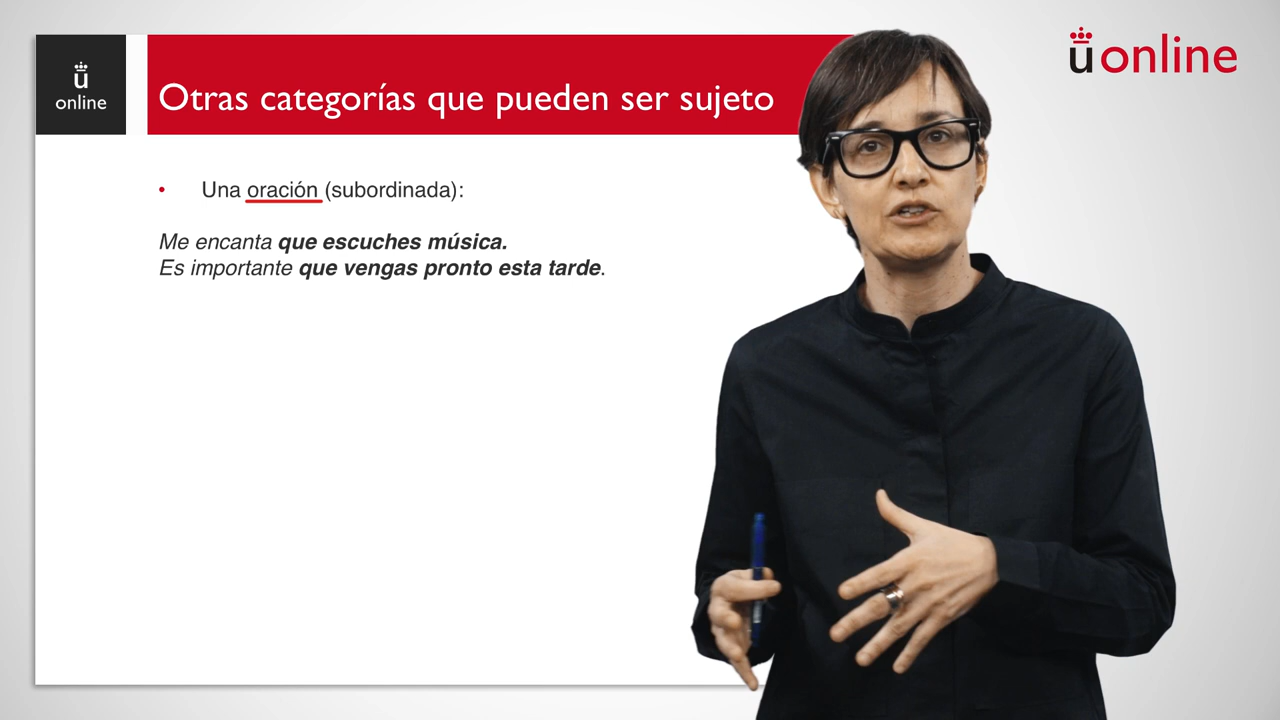 ü
online
Otras categorías que pueden ser sujeto
üonline
• Una oración (subordinada):
Me encanta que escuches música.
Es importante que vengas pronto esta tarde.